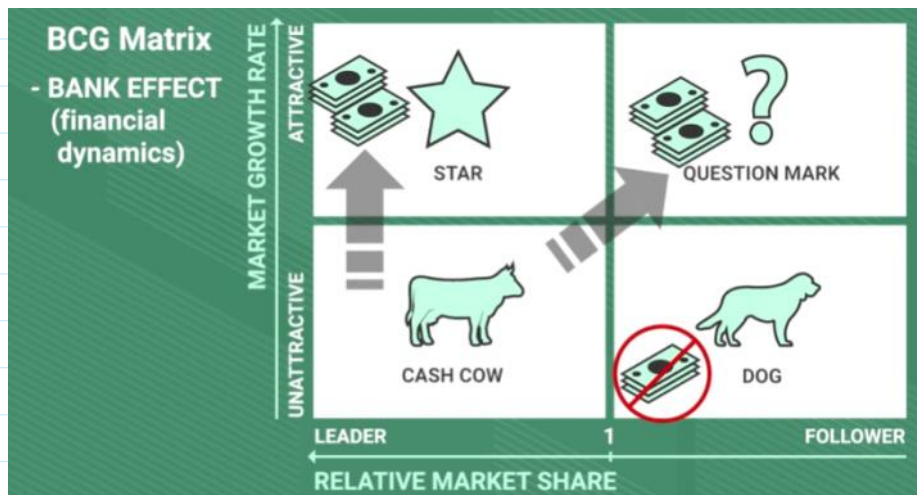 BCG Matrix
- BANK EFFECT
(financial
dynamics)
MARKET GROWTH RATE
ATTRACTIVE
UNATTRACTIVE
STAR
QUESTION MARK
CASH COW
DOG
LEADER
1
FOLLOWER
RELATIVE MARKET SHARE